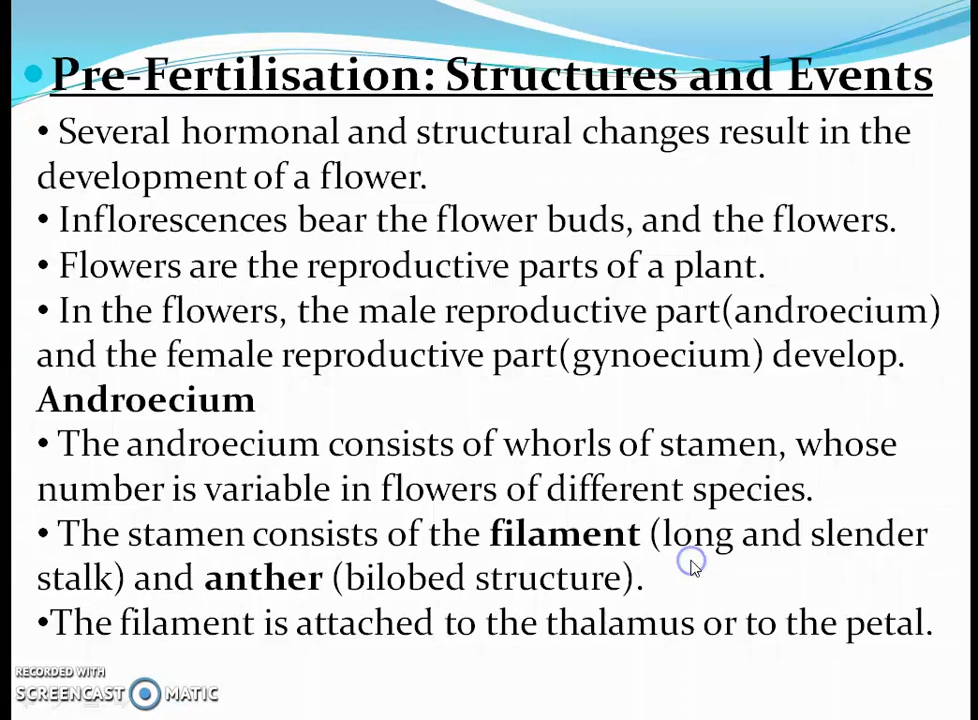 • Pre-Fertilisation: Structures and Events
• Several hormonal and structural changes result in the
development of a flower.
• Inflorescences bear the flower buds, and the flowers.
• Flowers are the reproductive parts of a plant.
• In the flowers, the male reproductive part(androecium)
and the female reproductive part(gynoecium) develop.
Androecium
• The androecium consists of whorls of stamen, whose
number is variable in flowers of different species.
• The stamen consists of the filament (long and slender
stalk) and anther (bilobed structure).
•The filament is attached to the thalamus or to the petal.
RECORDED WITH
SCREENCAST MATIC